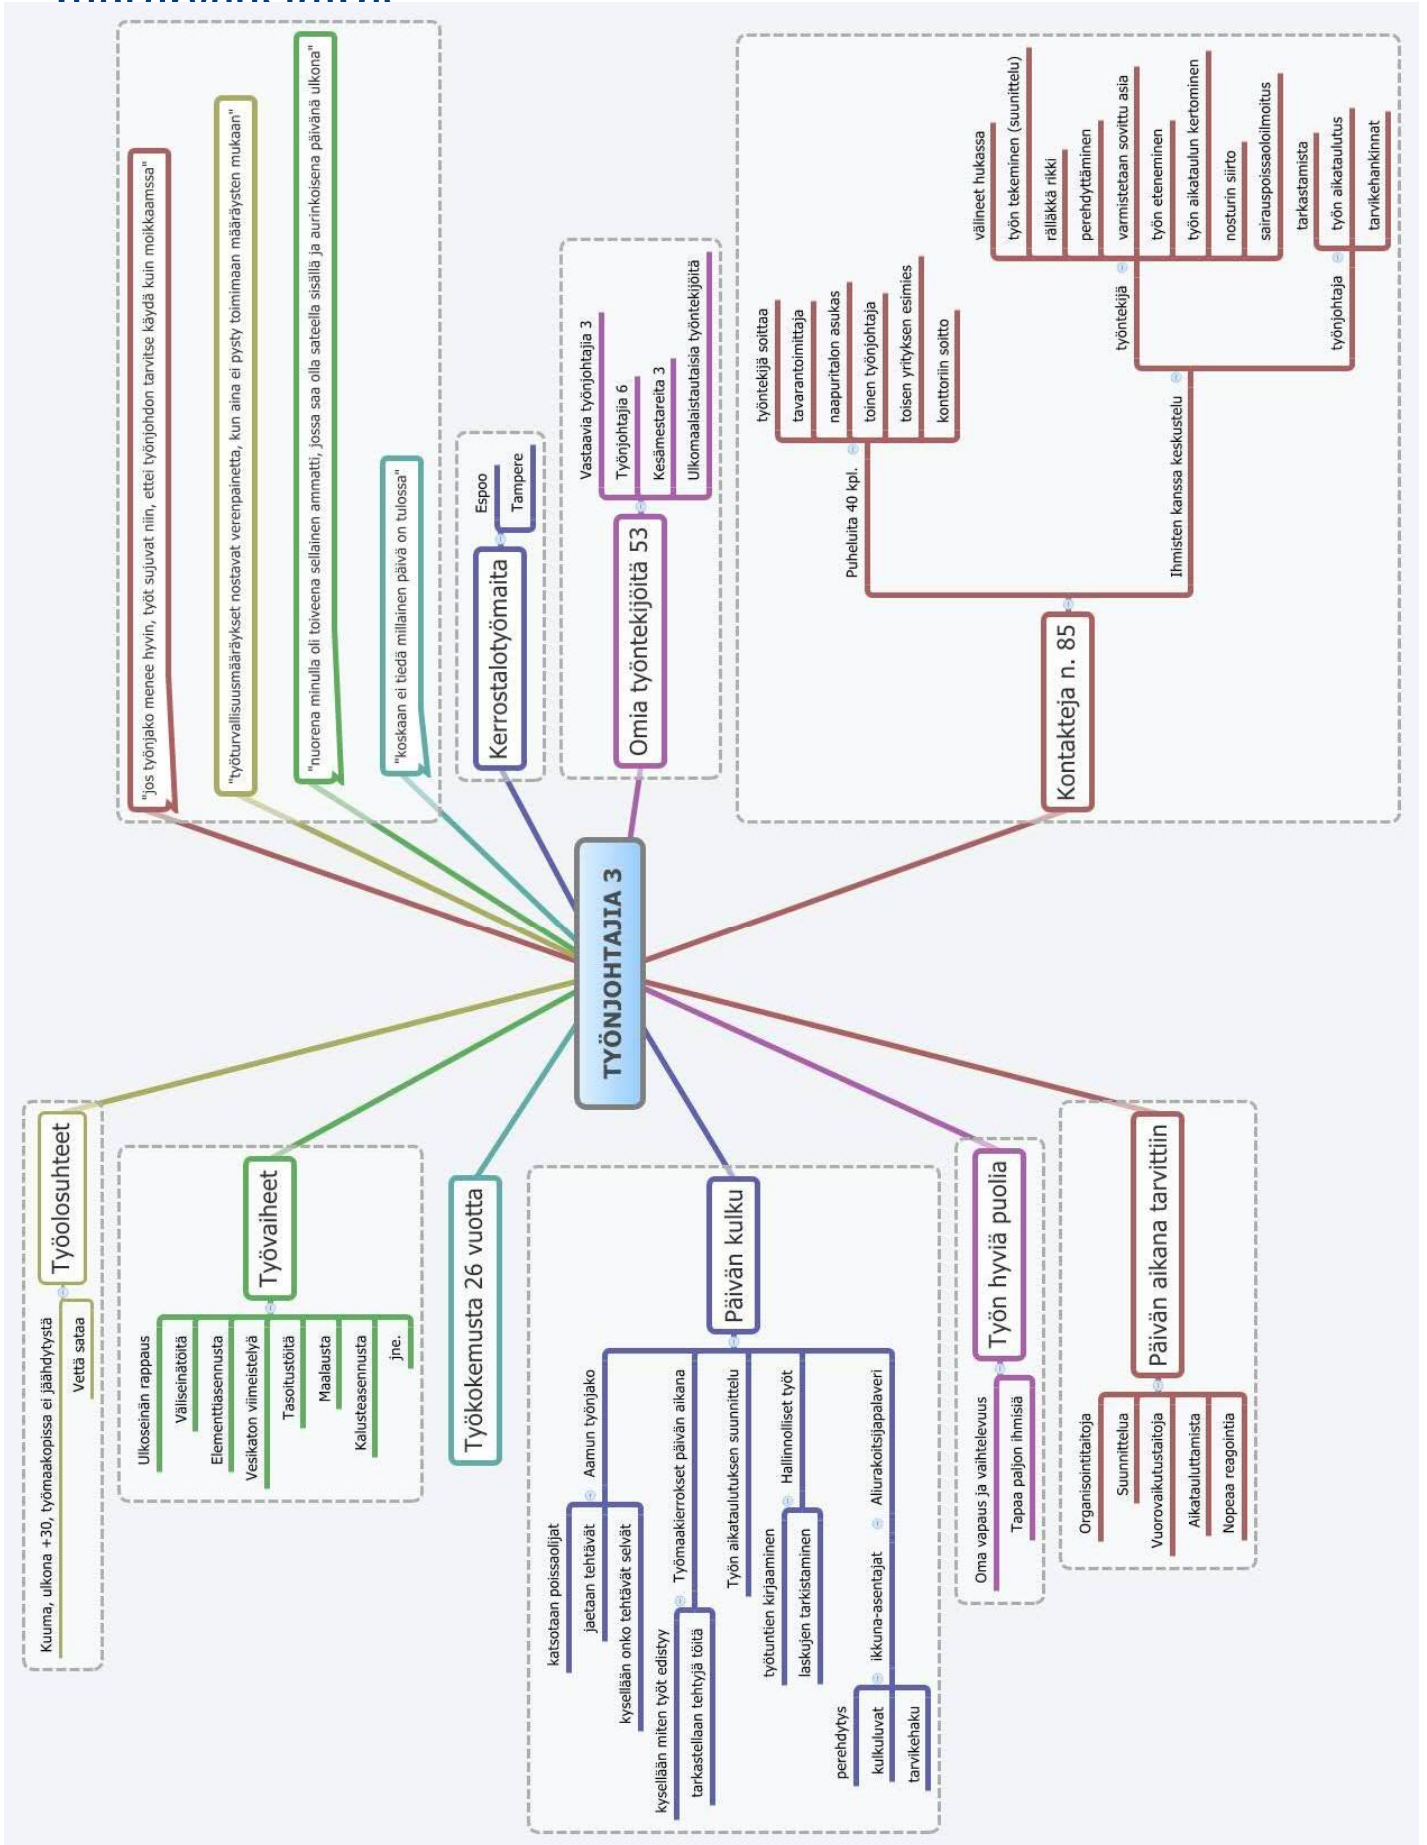 "jos työnjako menee hyvin, työt sujuvat niin, ettei työnjohdon tarvitse käydä kuin moikkaamssa"
"työturvallisuusmääräykset nostavat verenpainetta, kun aina ei pysty toimimaan määräysten mukaan"
"nuorena minulla oli toiveena sellainen ammatti, jossa saa olla sateella sisällä ja aurinkoisena päivänä ulkona"
"koskaan ei tiedä millainen päivä on tulossa"
Kerrostalotyömaita
Espoo
Tampere
Omia työntekijöitä 53
Vastaavia työnjohtajia 3
Työnjohtajia 6
Kesämestareita 3
Ulkomaalaistautaisia työntekijöitä
Kontakteja n. 85
Puheluita 40 kpl.
työntekijä soittaa
tavarantoimittaja
naapuritalon asukas
toinen työnjohtaja
toisen yrityksen esimies
konttoriin soitto
Ihmisten kanssa keskustelu
työntekijä
välineet hukassa
työn tekeminen (suunittelu)
rälläkkä rikki
perehdyttäminen
varmistetaan sovittu asia
työn eteneminen
työn aikataulun kertominen
nosturin siirto
sairauspoissaoloilmoitus
työnjohtaja
tarkastamista
työn aikataulutus
tarvikehankinnat
TYÖNJOHTAJIA 3
Työolosuhteet
Kuuma, ulkona +30, työmaakopissa ei jäähdytystä
Vettä sataa
Työvaiheet
Ulkoseinän rappaus
Väliseinätöitä
Elementtiasennusta
Vesikaton viimeistelyä
Tasoitustöitä
Maalausta
Kalusteasennusta
jne.
Työkokemusta 26 vuotta
Päivän kulku
Aamun työnjako
katsotaan poissaolijat
jaetaan tehtävät
kysellään onko tehtävät selvät
Työmaakierrokset päivän aikana
kysellään miten työt edistyy
tarkastellaan tehtyjä töitä
Työn aikataulutuksen suunnittelu
Hallinnolliset työt
työtuntien kirjaaminen
laskujen tarkistaminen
Aliurakoitsijapalaveri
ikkuna-asentajat
perehdytys
kulkuluvat
tarvikehaku
Työn hyviä puolia
Oma vapaus ja vaihtelevuus
Tapaa paljon ihmisiä
Päivän aikana tarvittiin
Organisointitaitoja
Suunnittelua
Vuorovaikutustaitoja
Aikatauluttamista
Nopeaa reagointia